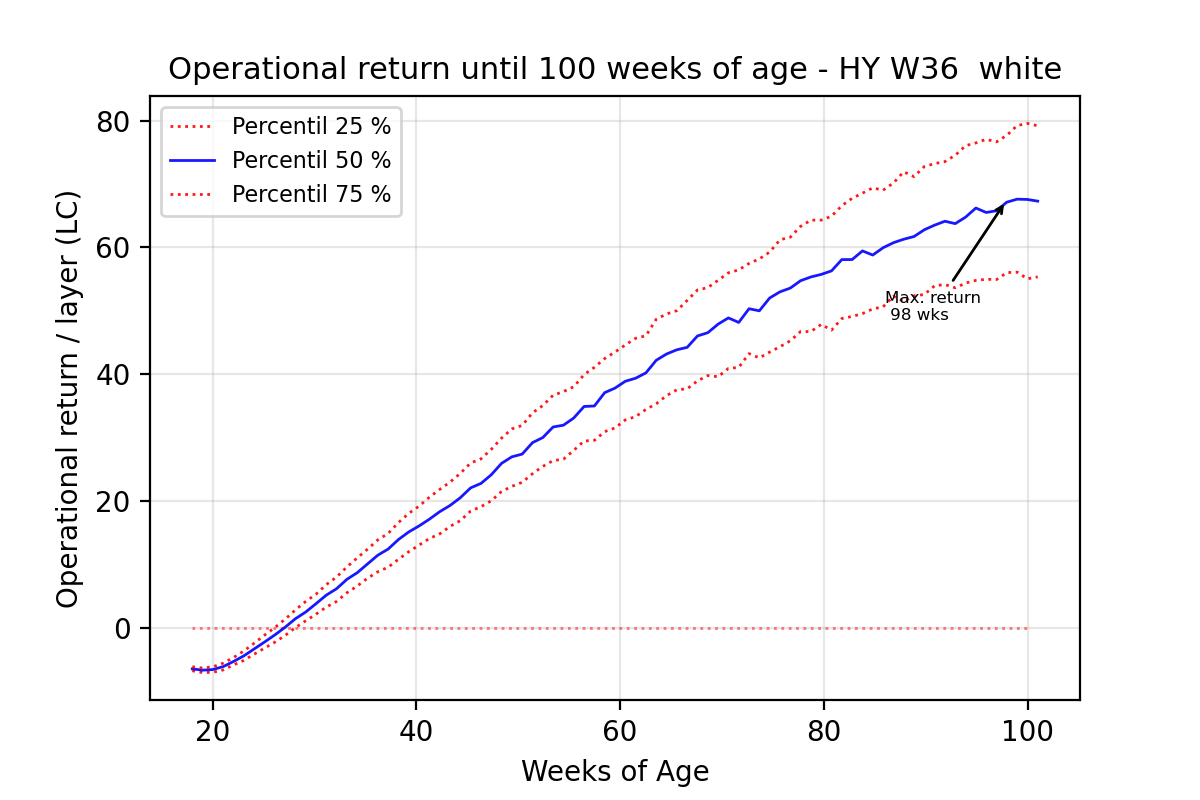 Operational return until 100 weeks of age - HY W36  white
Percentil 25 %
Percentil 50 %
Percentil 75 %
Operational return / layer (LC)
80
60
40
20
0
Max. return
98 wks
20 40 60 80 100
Weeks of Age